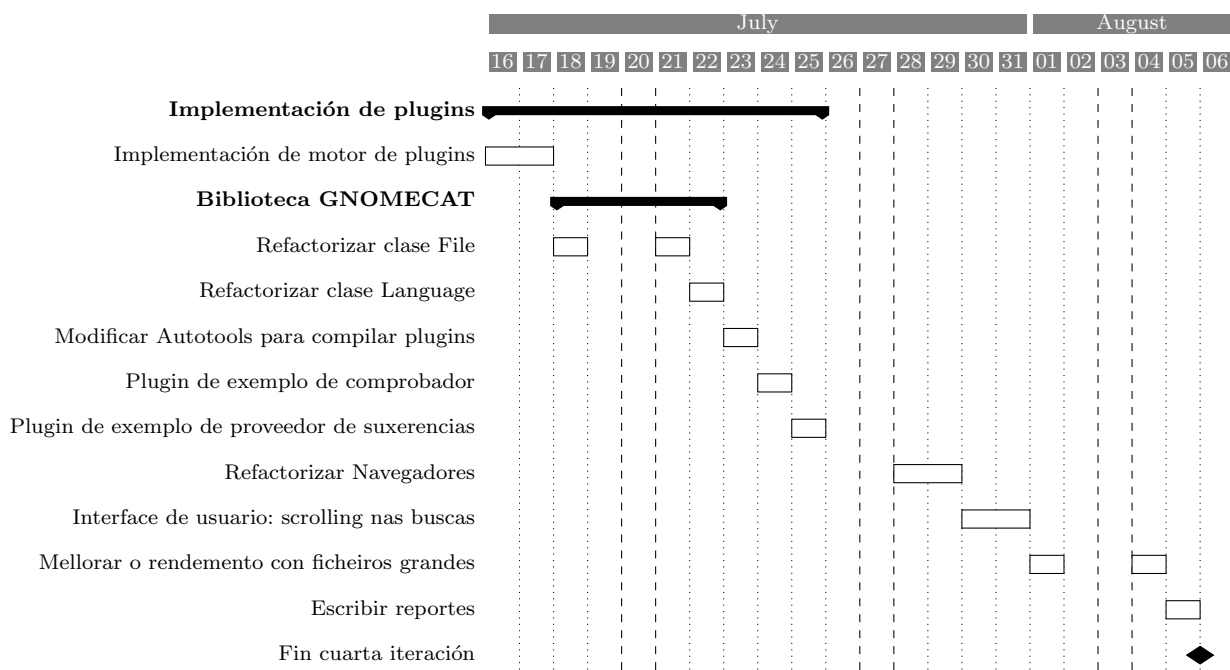 July August
16 17 18 19 20 21 22 23 24 25 26 27 28 29 30 31 01 02 03 04 05 06
Implementación de plugins
Implementación de motor de plugins
Biblioteca GNOMECAT
Refactorizar clase File
Refactorizar clase Language
Modificar Autotools para compilar plugins
Plugin de exemplo de comprobador
Plugin de exemplo de proveedor de suxerencias
Refactorizar Navegadores
Interface de usuario: scrolling nas buscas
Mellorar o rendemento con ficheiros grandes
Escribir reportes
Fin cuarta iteración